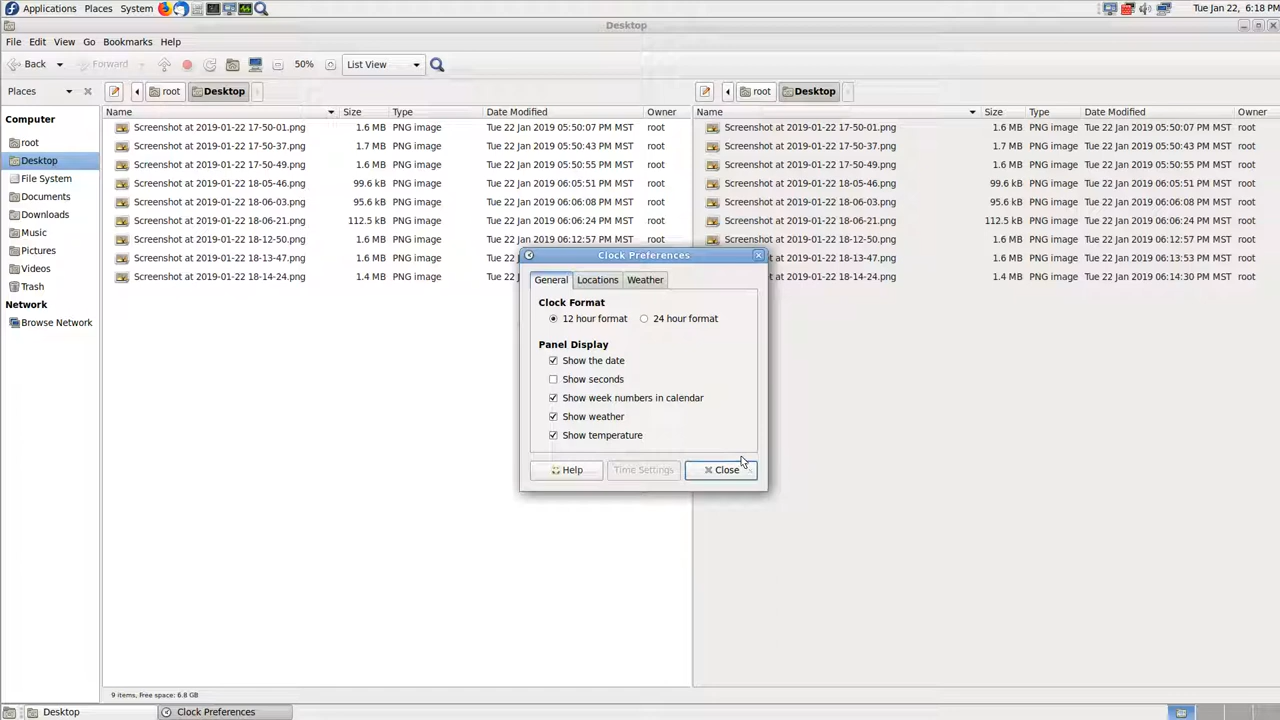 Applications Places System Tue Jan 22, 6:18 PM
Desktop
File Edit View Go Bookmarks Help
Back Forward 50% List View
Places root Desktop root Desktop
Name Size Type Date Modified Owner Name Size Type Date Modified Owner
Computer
root
Desktop
File System
Documents
Downloads
Music
Pictures
Videos
Trash
Network
Browse Network
Screenshot at 2019-01-22 17-50-01.png 1.6 MB PNG image Tue 22 Jan 2019 05:50:07 PM MST root
Screenshot at 2019-01-22 17-50-37.png 1.7 MB PNG image Tue 22 Jan 2019 05:50:43 PM MST root
Screenshot at 2019-01-22 17-50-49.png 1.6 MB PNG image Tue 22 Jan 2019 05:50:55 PM MST root
Screenshot at 2019-01-22 18-05-46.png 99.6 kB PNG image Tue 22 Jan 2019 06:05:51 PM MST root
Screenshot at 2019-01-22 18-06-03.png 95.6 kB PNG image Tue 22 Jan 2019 06:06:08 PM MST root
Screenshot at 2019-01-22 18-06-21.png 112.5 kB PNG image Tue 22 Jan 2019 06:06:24 PM MST root
Screenshot at 2019-01-22 18-12-50.png 1.6 MB PNG image Tue 22 Jan 2019 06:12:57 PM MST root
Screenshot at 2019-01-22 18-13-47.png 1.6 MB PNG image
Screenshot at 2019-01-22 18-14-24.png 1.4 MB PNG image
Screenshot at 2019-01-22 17-50-01.png 1.6 MB PNG image Tue 22 Jan 2019 05:50:07 PM MST root
Screenshot at 2019-01-22 17-50-37.png 1.7 MB PNG image Tue 22 Jan 2019 05:50:43 PM MST root
Screenshot at 2019-01-22 17-50-49.png 1.6 MB PNG image Tue 22 Jan 2019 05:50:55 PM MST root
Screenshot at 2019-01-22 18-05-46.png 99.6 kB PNG image Tue 22 Jan 2019 06:05:51 PM MST root
Screenshot at 2019-01-22 18-06-03.png 95.6 kB PNG image Tue 22 Jan 2019 06:06:08 PM MST root
Screenshot at 2019-01-22 18-06-21.png 112.5 kB PNG image Tue 22 Jan 2019 06:06:24 PM MST root
Screenshot at 2019-01-22 18-12-50.png 1.6 MB PNG image Tue 22 Jan 2019 06:12:57 PM MST root
at 2019-01-22 18-13-47.png 1.6 MB PNG image Tue 22 Jan 2019 06:13:53 PM MST root
at 2019-01-22 18-14-24.png 1.4 MB PNG image Tue 22 Jan 2019 06:14:30 PM MST root
Clock Preferences
General Locations Weather
Clock Format
12 hour format 24 hour format
Panel Display
Show the date
Show seconds
Show week numbers in calendar
Show weather
Show temperature
Help Time Settings Close
9 items, Free space: 6.8 GB
Desktop Clock Preferences